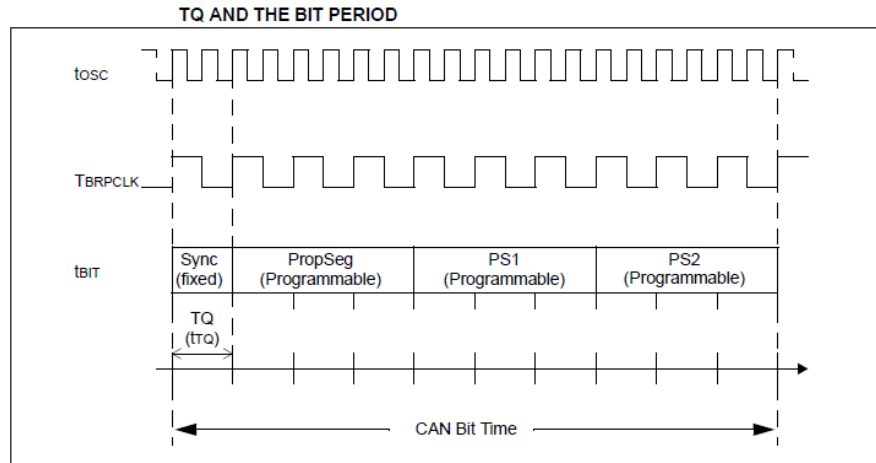 TQ AND THE BIT PERIOD
tOSC
TBRPCLK
tBIT
Sync
(fixed)
PropSeg
(Programmable)
PS1
(Programmable)
PS2
(Programmable)
TQ
(tTQ)
CAN Bit Time